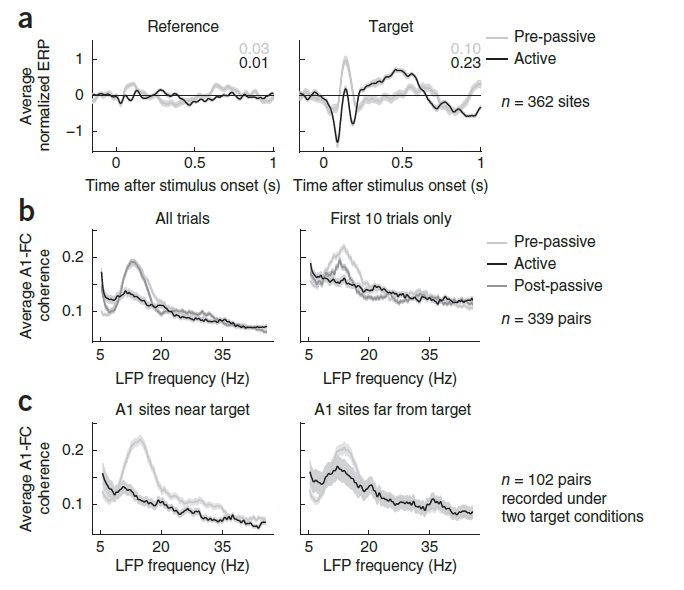 a
Reference
Target
Pre-passive
Active
0.03
0.01
0.10
0.23
n = 362 sites
Average
normalized ERP
1
0
–1
0 0.5 1
0 0.5 1
Time after stimulus onset (s)
Time after stimulus onset (s)
b
All trials
First 10 trials only
Pre-passive
Active
Post-passive
n = 339 pairs
Average A1-FC
coherence
0.2
0.1
5 20 35
5 20 35
LFP frequency (Hz)
LFP frequency (Hz)
c
A1 sites near target
A1 sites far from target
Average A1-FC
coherence
0.2
0.1
n = 102 pairs
recorded under
two target conditions
5 20 35
5 20 35
LFP frequency (Hz)
LFP frequency (Hz)